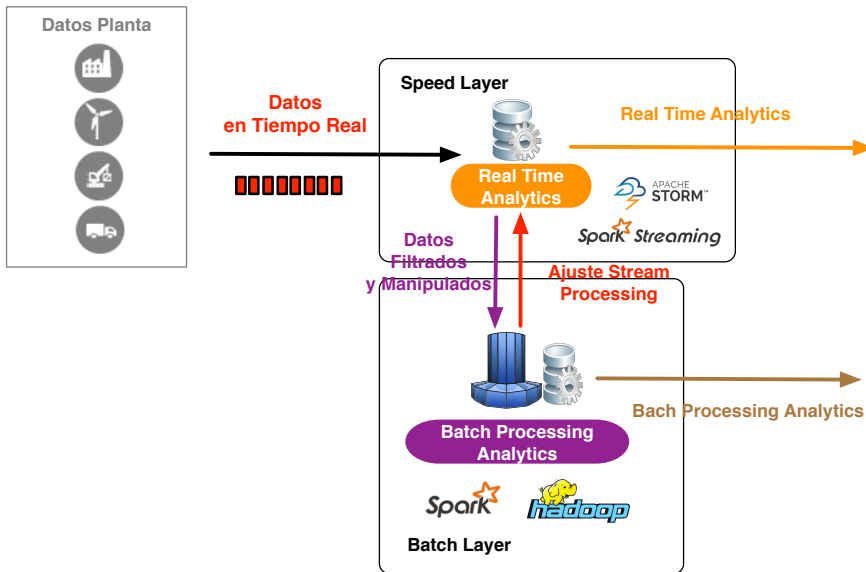 Datos Planta
Datos
en Tiempo Real
Speed Layer
Real Time
Analytics
Real Time Analytics
APACHE
STORM™
Spark Streaming
Datos
Filtrados
y Manipulados
Ajuste Stream
Processing
Batch Processing
Analytics
Bach Processing Analytics
Spark
hadoop
Batch Layer